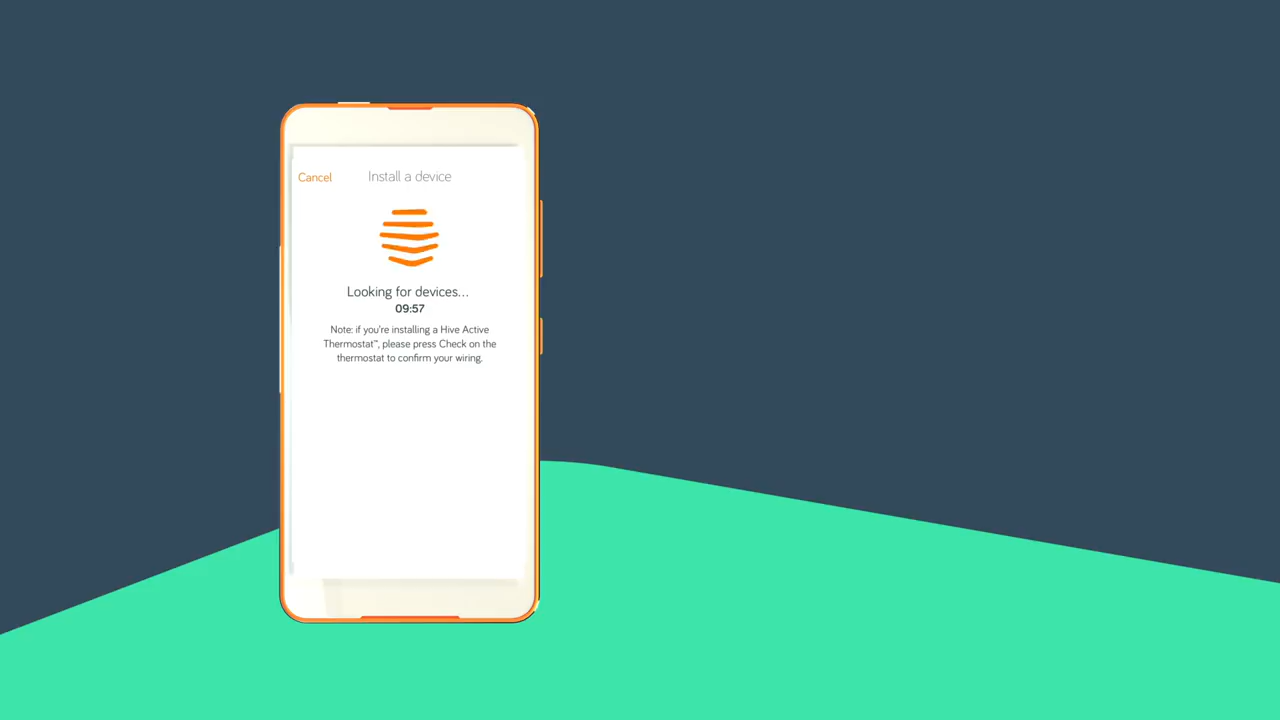 Cancel
Install a device
Looking for devices...
09:57
Note: if you're installing a Hive Active
Thermostat™, please press Check on the
thermostat to confirm your wiring.